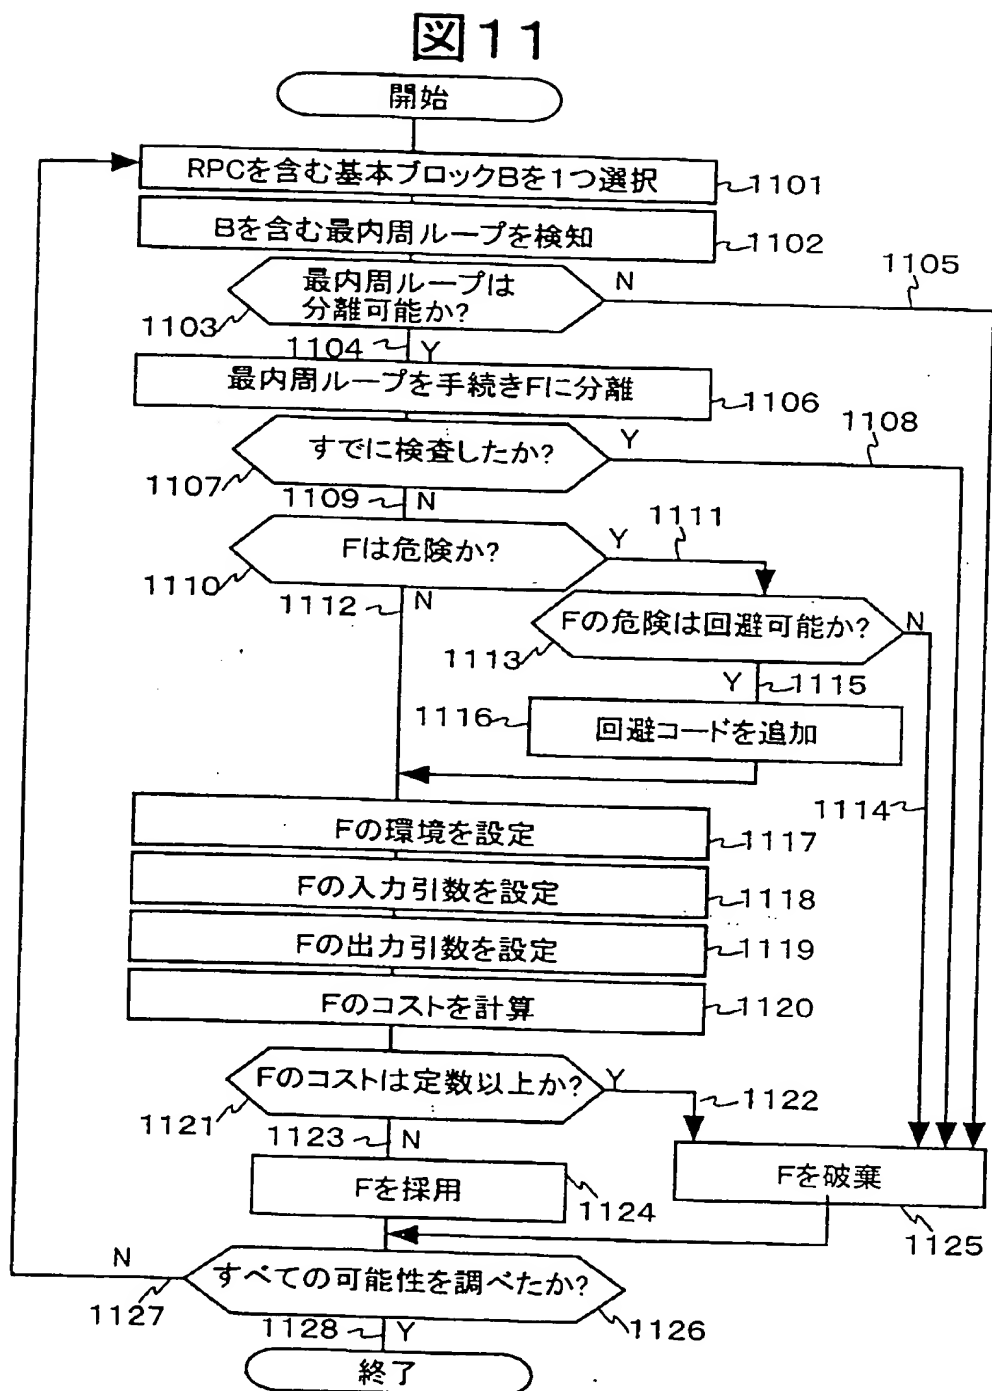 図11
開始
RPCを含む基本ブロックBを1つ選択
1101
Bを含む最内周ループを検知
1102
最内周ループは
分離可能か?
N
1105
1103
1104
Y
最内周ループを手続きFに分離
1106
1108
すでに検査したか?
Y
1107
1109
N
1111
Fは危険か?
Y
1110
1112
N
Fの危険は回避可能か?
N
1113
Y
1115
1116
回避コードを追加
1114
Fの環境を設定
1117
Fの入力引数を設定
1118
Fの出力引数を設定
1119
Fのコストを計算
1120
Fのコストは定数以上か?
Y
1122
1121
1123
N
Fを採用
1124
Fを破棄
1125
N
すべての可能性を調べたか?
1127
1126
1128
Y
終了